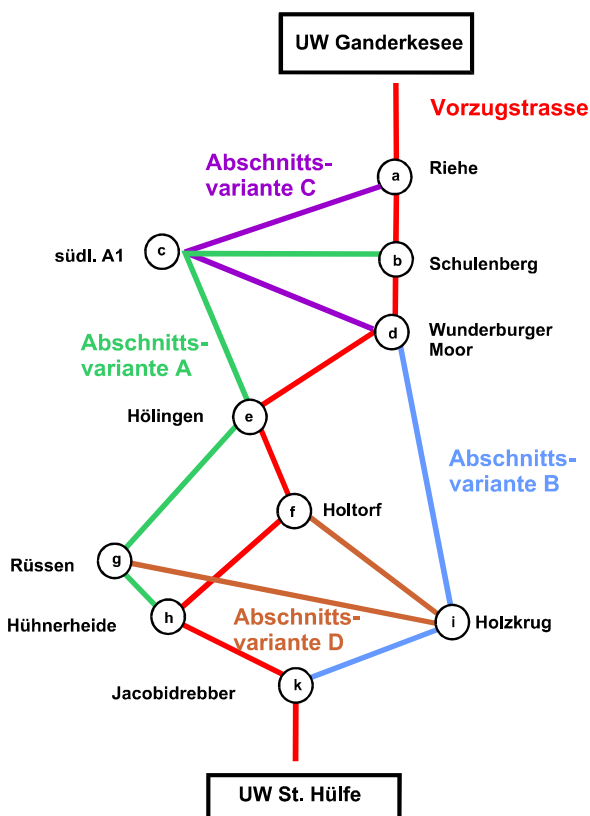 UW Ganderkesee
Vorzugstrasse
Abschnitts-
variante C
a
Riehe
c
südl. A1
b
Schulenberg
d
Wunderburger
Moor
Abschnitts-
variante A
e
Hölingen
Abschnitts-
variante B
f
Holtorf
g
Rüssen
h
Hühnerheide
Abschnitts-
variante D
i
Holzkrug
k
Jacobidrebber
UW St. Hülfe